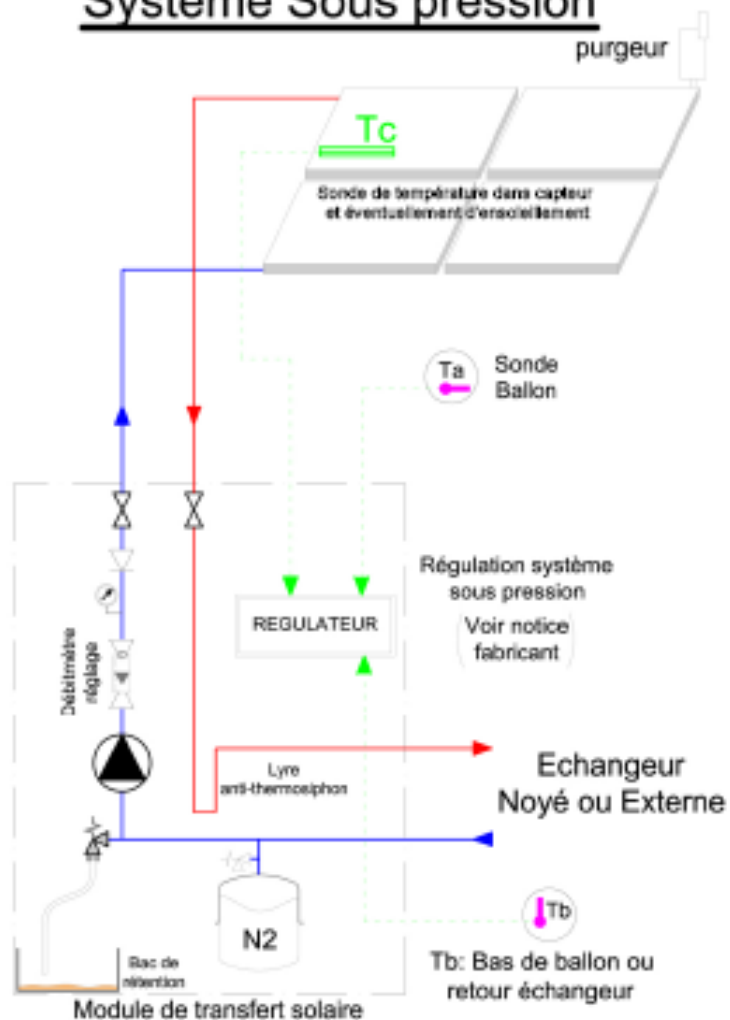 Système Sous pression
purgeur
Tc
Sonde de température dans capteur
et éventuellement d'ensoleillement
Ta
Sonde
Ballon
Régulation système
sous pression
REGULATEUR
Voir notice
fabricant
Débitmètre
réglage
Lyre
anti-thermosiphon
Echangeur
Noyé ou Externe
N2
Tb
Bac de
rétention
Tb: Bas de ballon ou
retour échangeur
Module de transfert solaire